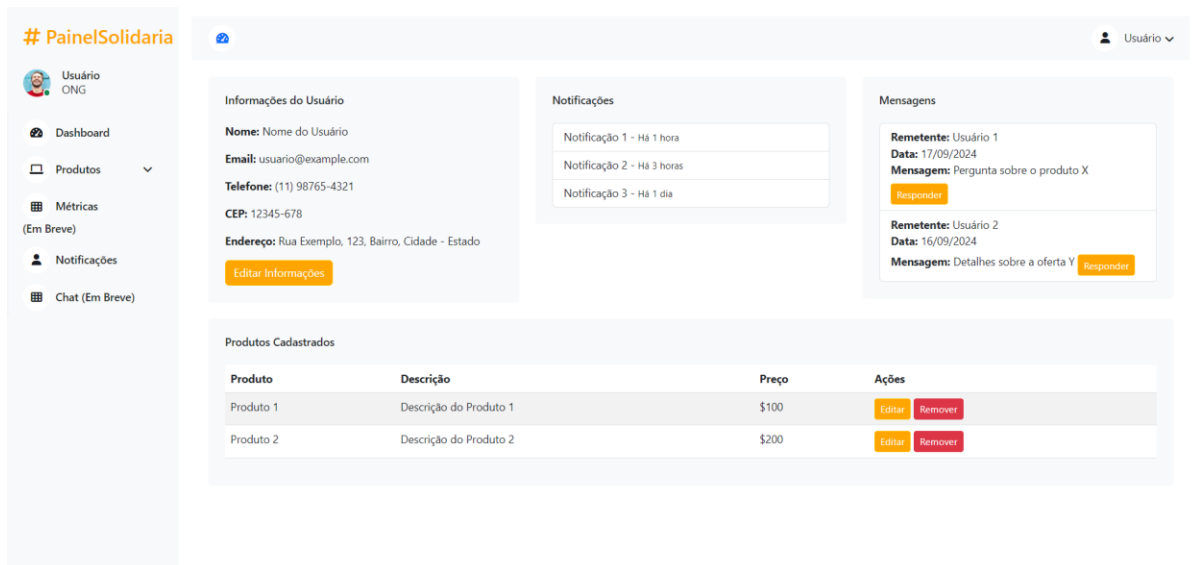 # PainelSolidaria
Usuário
ONG
Dashboard
Produtos
Métricas
(Em Breve)
Notificações
Chat (Em Breve)
Usuário
Informações do Usuário
Nome: Nome do Usuário
Email: usuario@example.com
Telefone: (11) 98765-4321
CEP: 12345-678
Endereço: Rua Exemplo, 123, Bairro, Cidade - Estado
Editar Informações
Notificações
Notificação 1 - Há 1 hora
Notificação 2 - Há 3 horas
Notificação 3 - Há 1 dia
Mensagens
Remetente: Usuário 1
Data: 17/09/2024
Mensagem: Pergunta sobre o produto X
Responder
Remetente: Usuário 2
Data: 16/09/2024
Mensagem: Detalhes sobre a oferta Y Responder
Produtos Cadastrados
Produto Descrição Preço Ações
Produto 1 Descrição do Produto 1 $100 Editar Remover
Produto 2 Descrição do Produto 2 $200 Editar Remover